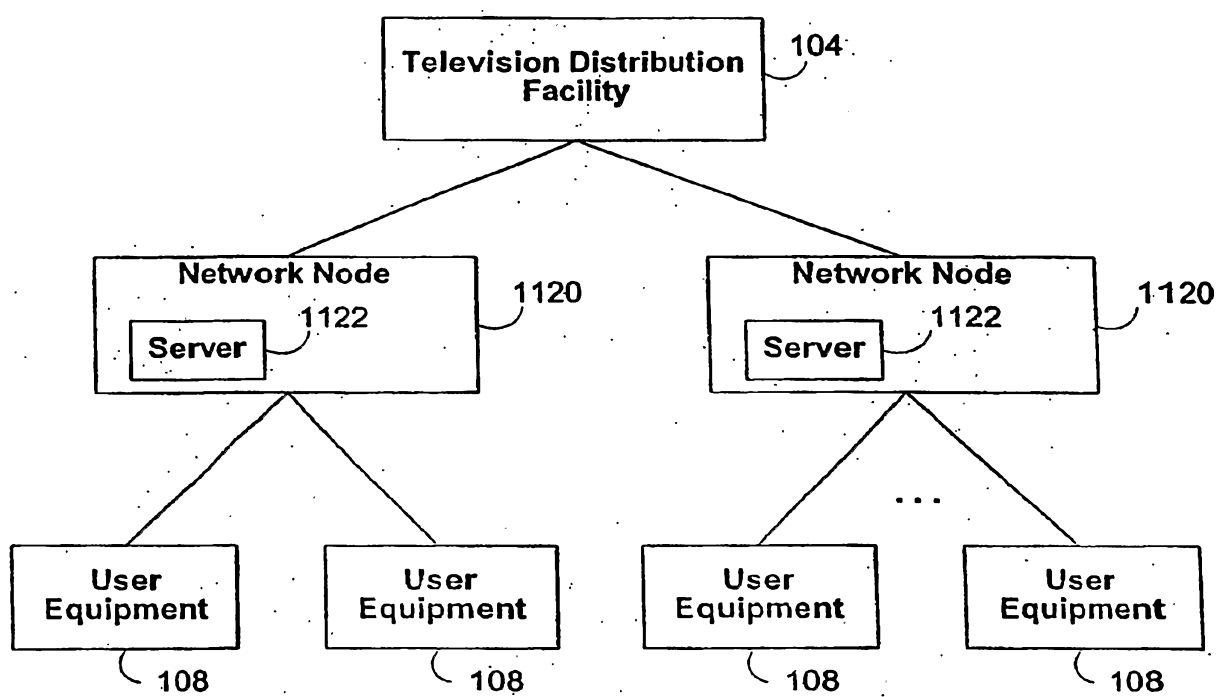 Television Distribution
Facility
104
Network Node
1120
1122
Server
Network Node
1120
1122
Server
User
Equipment
108
User
Equipment
108
...
User
Equipment
108
User
Equipment
108